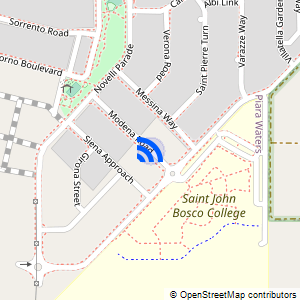 Abi Link
Sorrento Road
Verona Road
Saint Pierre Turn
Varazze Way
Novelli Parade
Messina Way
Modena Road
Siena Approach
Girona Street
Piara Waters
Saint John
Bosco College
© OpenStreetMap contributors